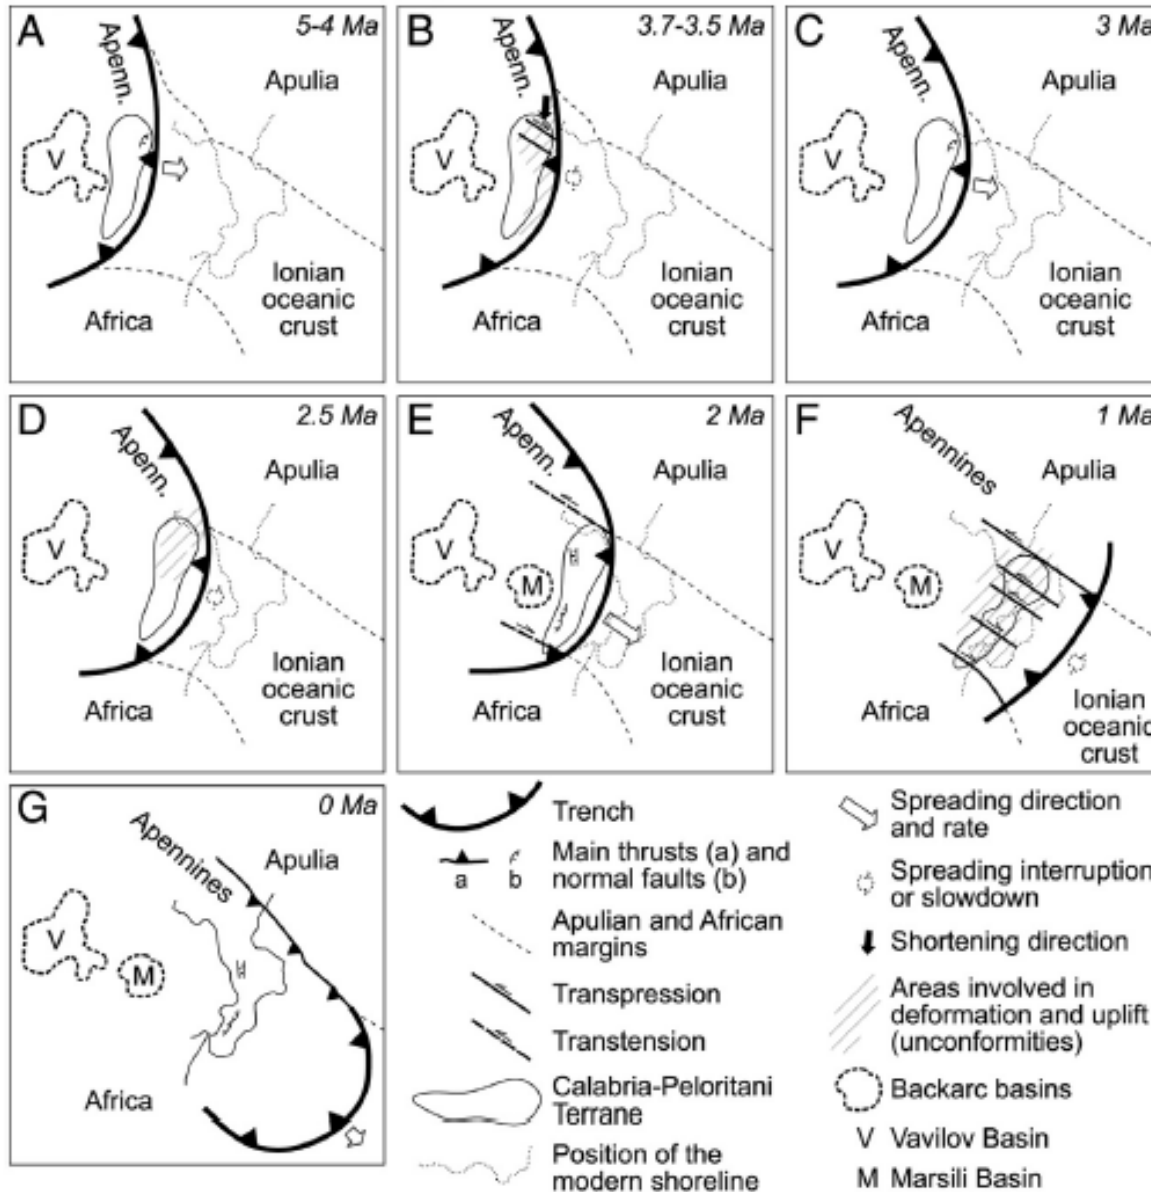 A
5-4 Ma
Apenn.
Apulia
V
Ionian
oceanic
crust
Africa
B
3.7-3.5 Ma
Apenn.
Apulia
V
Ionian
oceanic
crust
Africa
C
3 Ma
Apenn.
Apulia
V
Ionian
oceanic
crust
Africa
D
2.5 Ma
Apenn.
Apulia
V
Ionian
oceanic
crust
Africa
E
2 Ma
Apenn.
Apulia
V
M
Ionian
oceanic
crust
Africa
F
1 Ma
Apennines
Apulia
V
M
Africa
Ionian
oceanic
crust
G
0 Ma
Apennines
Apulia
V
M
Africa
Trench
Main thrusts (a) and
normal faults (b)
a b
Apulian and African
margins
Transpression
Transtension
Calabria-Peloritani
Terrane
Position of the
modern shoreline
Spreading direction
and rate
Spreading interruption
or slowdown
Shortening direction
Areas involved in
deformation and uplift
(unconformities)
Backarc basins
V Vavilov Basin
M Marsili Basin